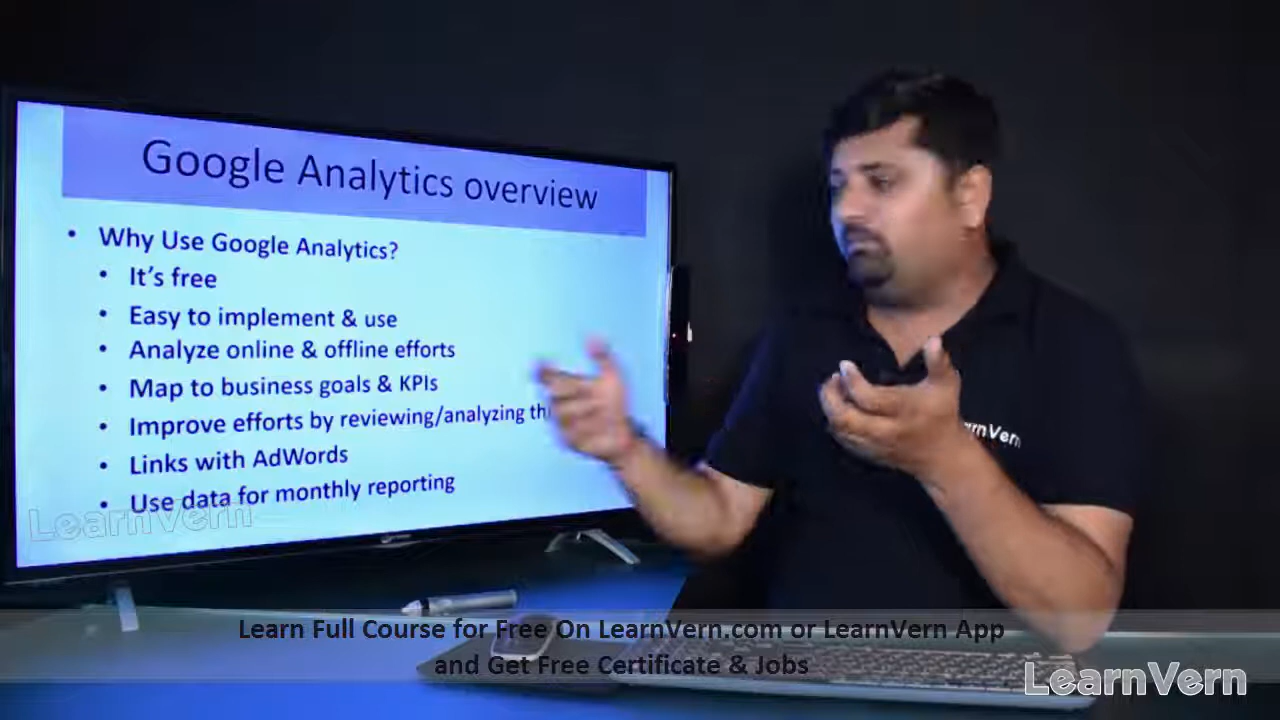 Google Analytics overview
• Why Use Google Analytics?
• It's free
• Easy to implement & use
• Analyze online & offline efforts
• Map to business goals & KPIs
• Improve efforts by reviewing/analyzing
• Links with AdWords
• Use data for monthly reporting
LearnVern
LearnVern
Learn Full Course for Free On LearnVern.com or LearnVern App
and Get Free Certificate & Jobs
LearnVern